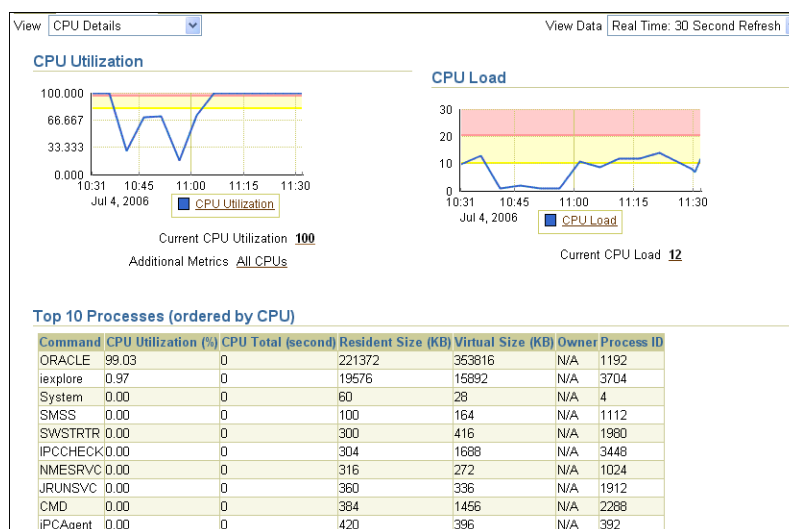 View CPU Details View Data Real Time: 30 Second Refresh
CPU Utilization
100.000
66.667
33.333
0.000
10:31 10:45 11:00 11:15 11:30
Jul 4, 2006
CPU Utilization
Current CPU Utilization 100
Additional Metrics All CPUs
CPU Load
30
20
10
0
10:31 10:45 11:00 11:15 11:30
Jul 4, 2006
CPU Load
Current CPU Load 12
Top 10 Processes (ordered by CPU)
Command CPU Utilization (%) CPU Total (second) Resident Size (KB) Virtual Size (KB) Owner Process ID
ORACLE 99.03 0 221372 353816 N/A 1192
iexplore 0.97 0 19576 15892 N/A 3704
System 0.00 0 60 28 N/A 4
SMSS 0.00 0 100 164 N/A 1112
SWSTRTR 0.00 0 300 416 N/A 1980
IPCCHECK 0.00 0 304 1688 N/A 3448
NMESRVC 0.00 0 316 272 N/A 1024
JRUNSVC 0.00 0 360 336 N/A 1912
CMD 0.00 0 384 1456 N/A 2288
iPCAgent 0.00 0 420 396 N/A 392